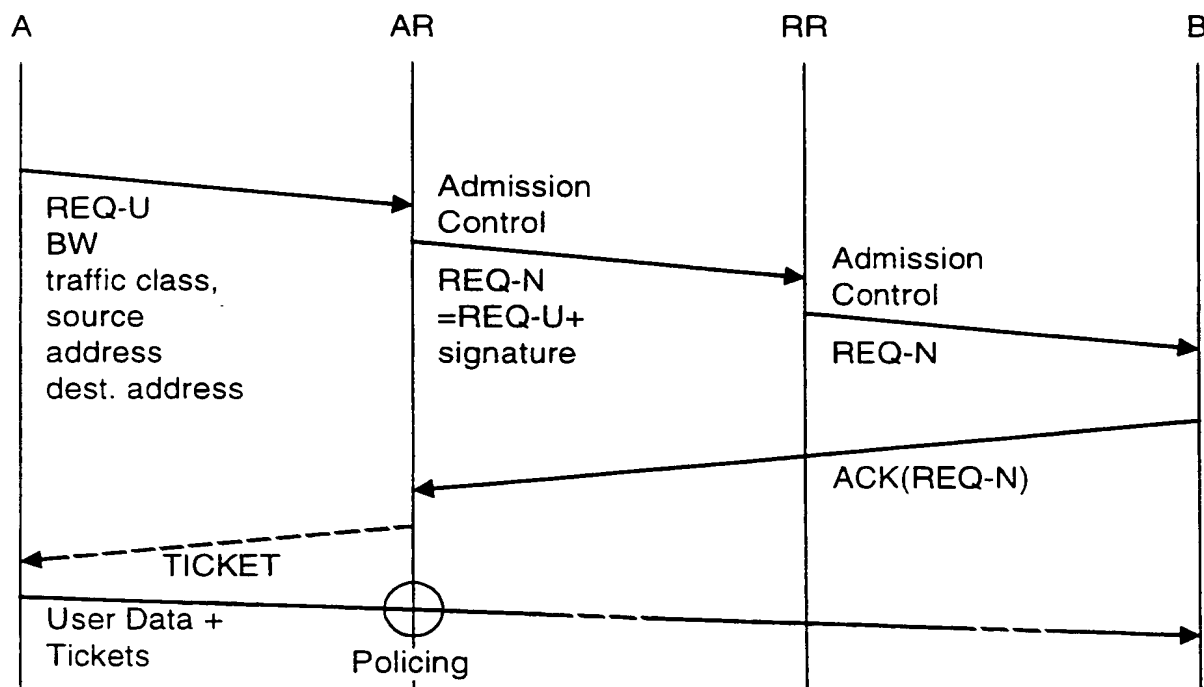 A
AR
RR
B
REQ-U
BW
traffic class,
source
address
dest. address
Admission
Control
REQ-N
=REQ-U+
signature
Admission
Control
REQ-N
ACK(REQ-N)
TICKET
User Data +
Tickets
Policing